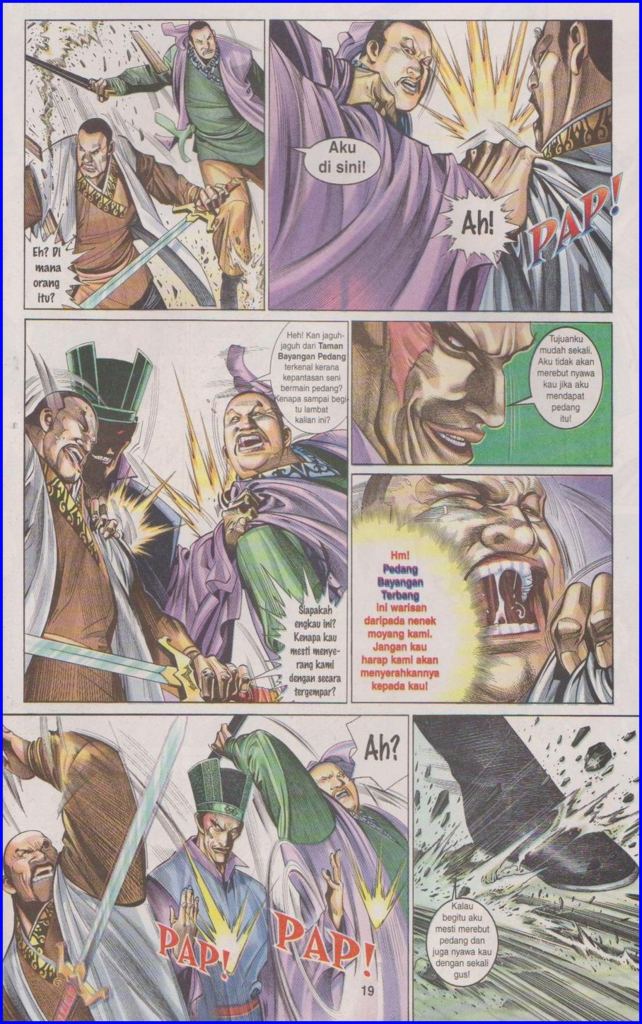 Eh? Di
mana
orang
itu?
Aku
di sini!
Ah!
PAP!
Heh! Kan jaguh-
jaguh dari Taman
Bayangan Pedang
terkenal kerana
kepantasan seni
bermain pedang?
Kenapa sampai begi-
tu lambat
kalian ini?
Siapakah
engkau ini?
Kenapa kau
mesti menye-
rang kami
dengan secara
tergempar?
Tujuanku
mudah sekali.
Aku tidak akan
merebut nyawa
kau jika aku
mendapat
pedang
itu!
Hm!
Pedang
Bayangan
Terbang
ini warisan
daripada nenek
moyang kami.
Jangan kau
harap kami akan
menyerahkannya
kepada kau!
Ah?
PAP!
PAP!
19
Kalau
begitu aku
mesti merebut
pedang dan
juga nyawa kau
dengan sekali
gus!